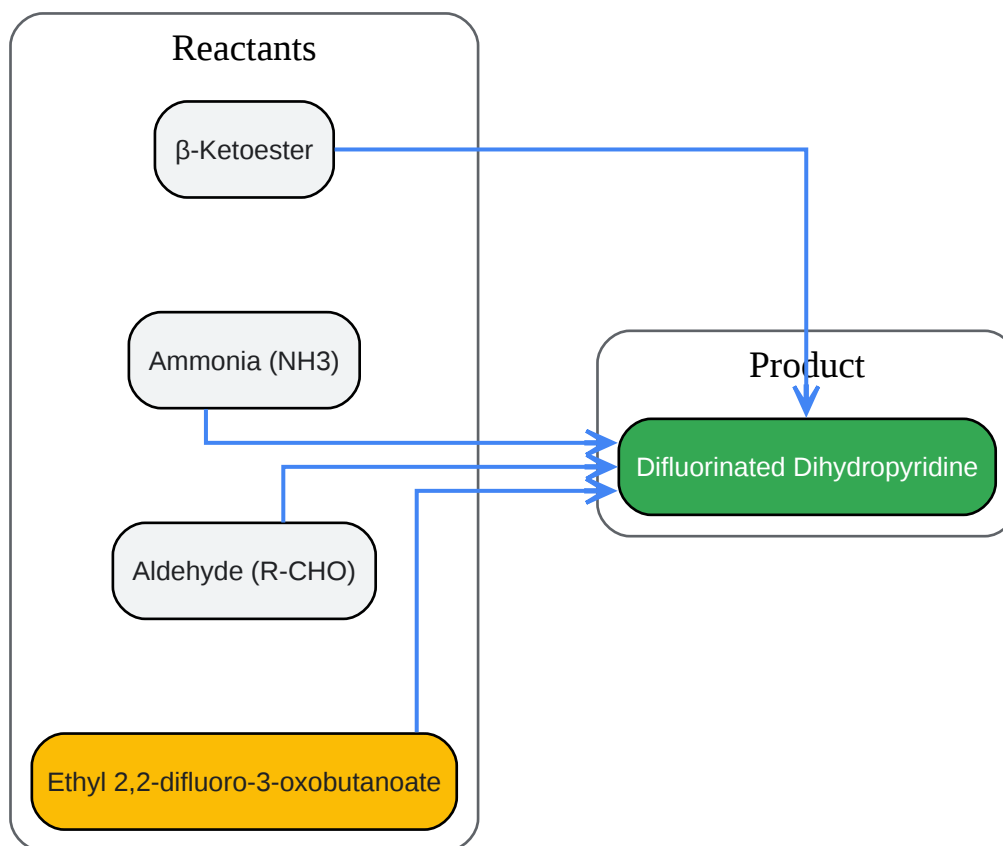 Reactants
β-Ketoester
Ammonia (NH3)
Product
Difluorinated Dihydropyridine
Aldehyde (R-CHO)
Ethyl 2,2-difluoro-3-oxobutanoate